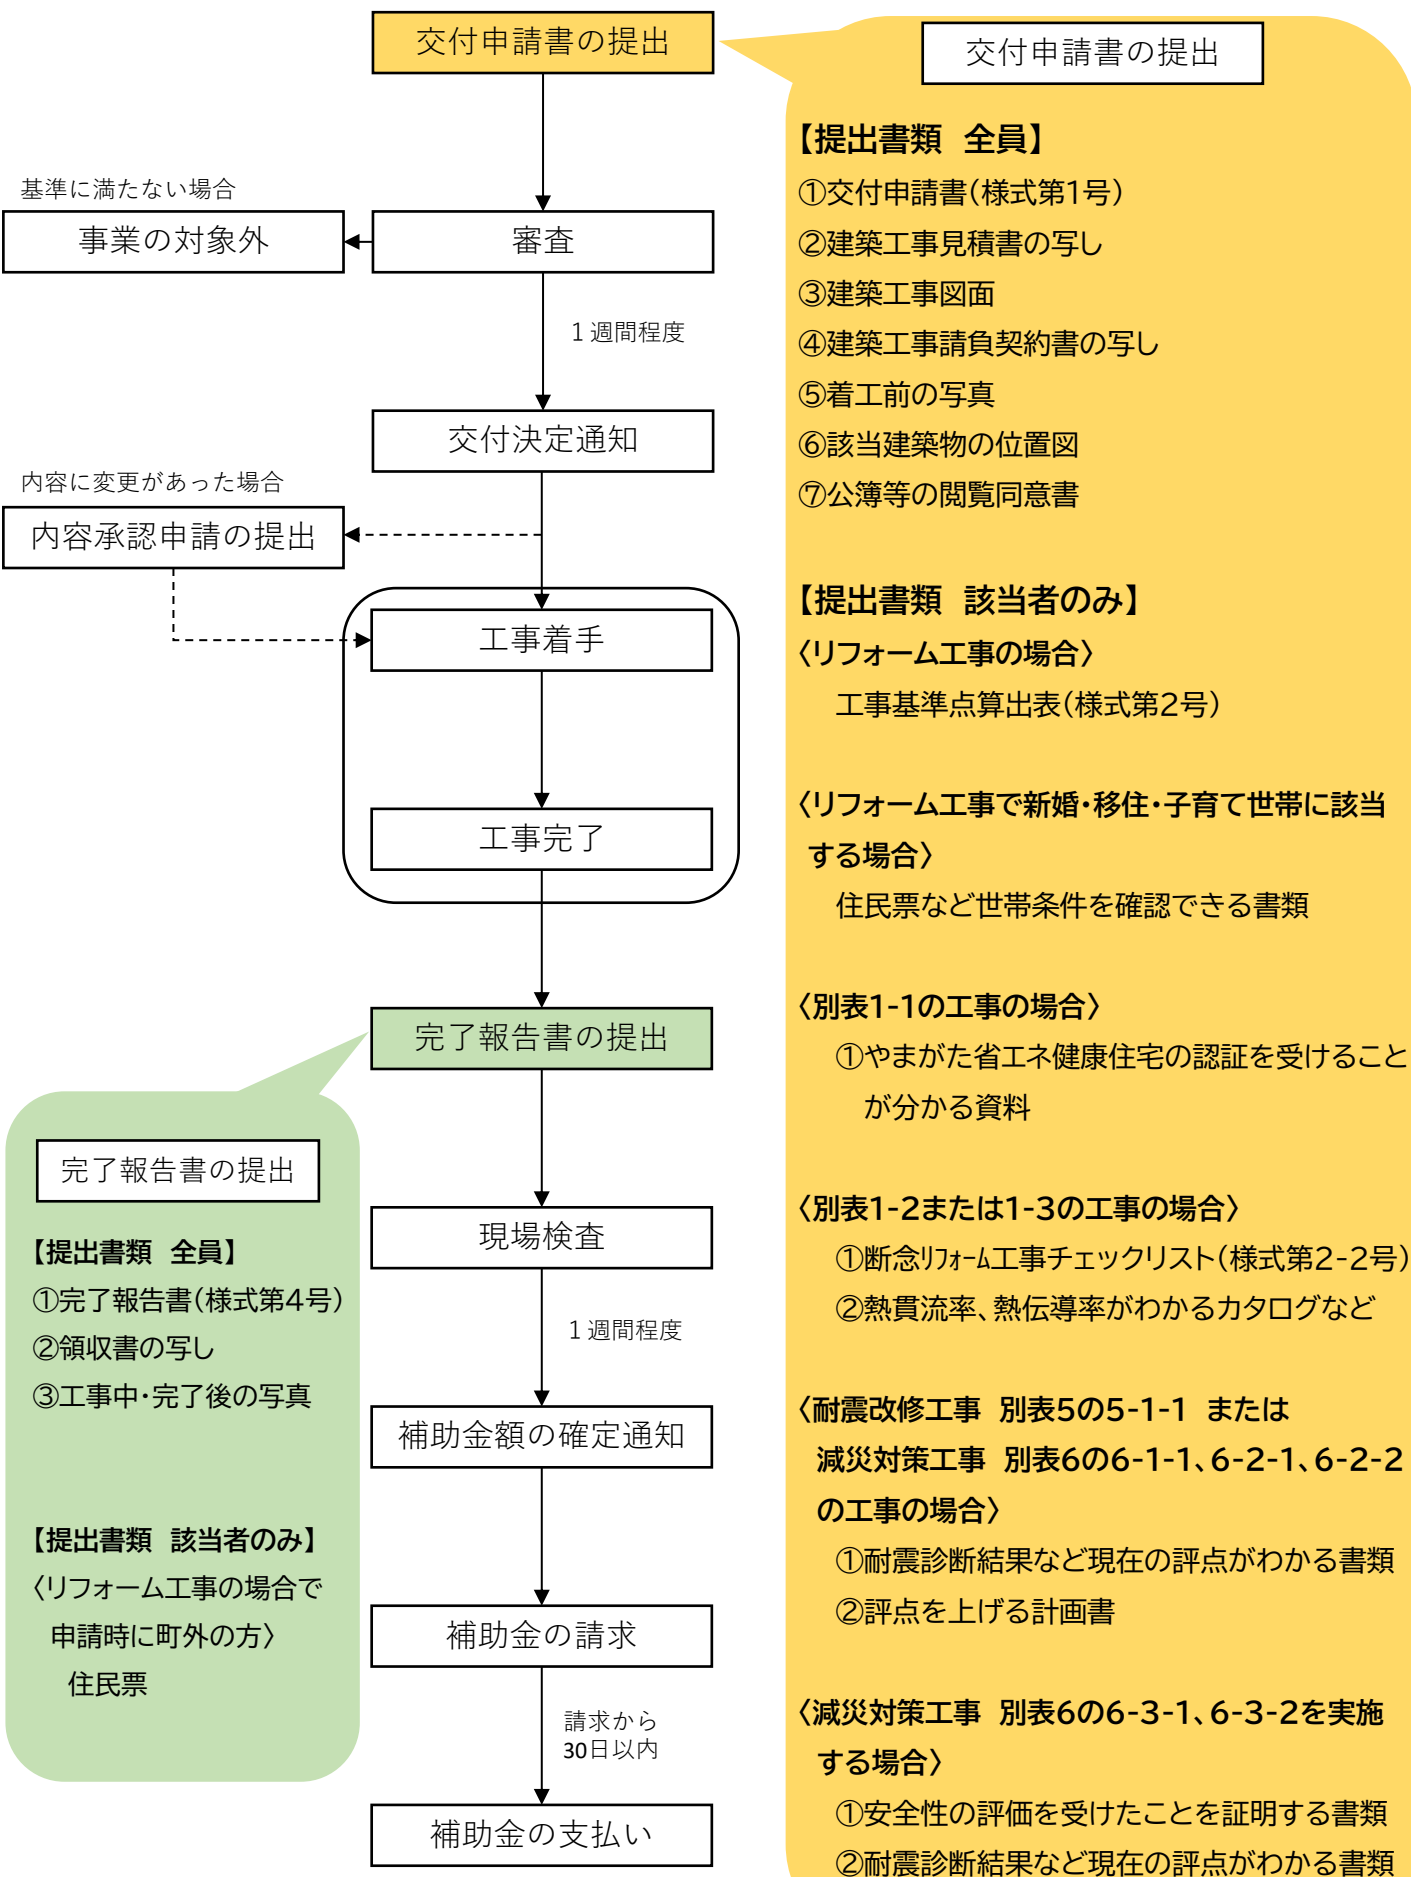 交付申請書の提出
基準に満たない場合
事業の対象外
審査
１週間程度
交付決定通知
内容に変更があった場合
内容承認申請の提出
工事着手
工事完了
完了報告書の提出
現場検査
１週間程度
補助金額の確定通知
補助金の請求
請求から
30日以内
補助金の支払い
完了報告書の提出
【提出書類　全員】
①完了報告書（様式第4号）
②領収書の写し
③工事中・完了後の写真
【提出書類　該当者のみ】
〈リフォーム工事の場合で
申請時に町外の方〉
住民票
交付申請書の提出
【提出書類　全員】
①交付申請書（様式第1号）
②建築工事見積書の写し
③建築工事図面
④建築工事請負契約書の写し
⑤着工前の写真
⑥該当建築物の位置図
⑦公簿等の閲覧同意書
【提出書類　該当者のみ】
〈リフォーム工事の場合〉
工事基準点算出表（様式第2号）
〈リフォーム工事で新婚・移住・子育て世帯に該当
する場合〉
住民票など世帯条件を確認できる書類
〈別表1-1の工事の場合〉
①やまがた省エネ健康住宅の認証を受けること
が分かる資料
〈別表1-2または1-3の工事の場合〉
①断念ﾘﾌｫｰﾑ工事チェックリスト（様式第2-2号）
②熱貫流率、熱伝導率がわかるカタログなど
〈耐震改修工事　別表5の5-1-1　または
減災対策工事　別表6の6-1-1、6-2-1、6-2-2
の工事の場合〉
①耐震診断結果など現在の評点がわかる書類
②評点を上げる計画書
〈減災対策工事　別表6の6-3-1、6-3-2を実施
する場合〉
①安全性の評価を受けたことを証明する書類
②耐震診断結果など現在の評点がわかる書類